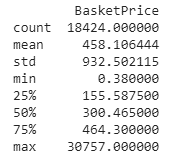 BasketPrice
count 18424.000000
mean 458.106444
std 932.502115
min 0.380000
25% 155.587500
50% 300.465000
75% 464.300000
max 30757.000000